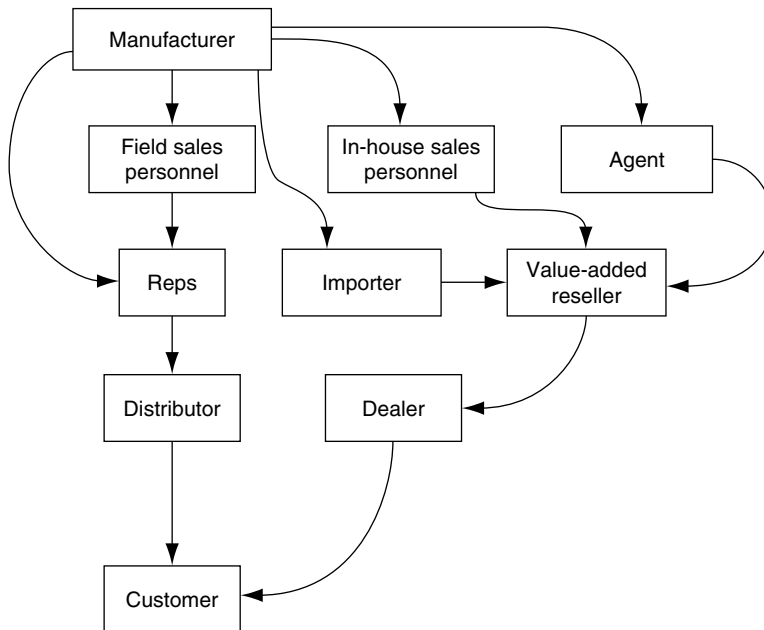 Manufacturer
Field sales
personnel
In-house sales
personnel
Agent
Reps
Importer
Value-added
reseller
Distributor
Dealer
Customer